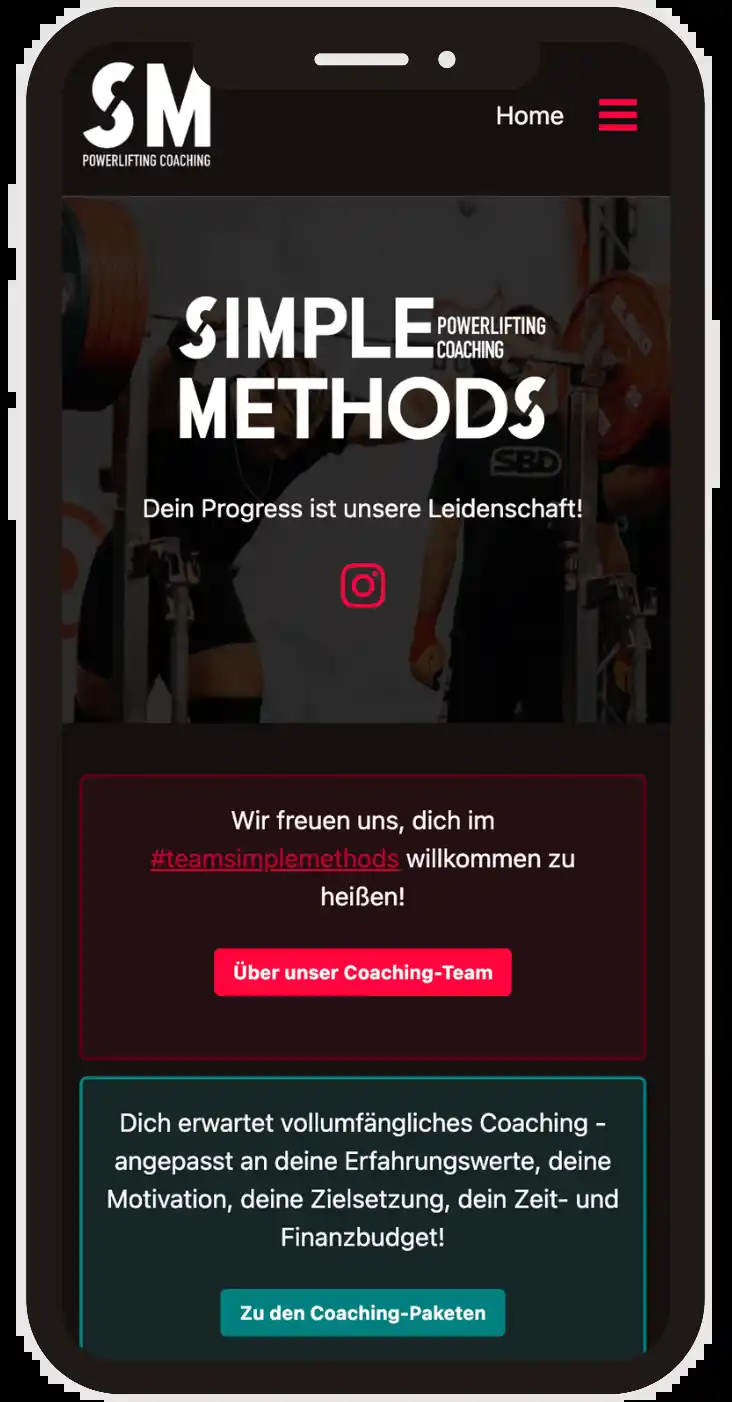 SM
POWERLIFTING COACHING
Home
SIMPLE POWERLIFTING
COACHING
METHODS
SBD
Dein Progress ist unsere Leidenschaft!
Wir freuen uns, dich im
#teamsimplemethods willkommen zu
heißen!
Über unser Coaching-Team
Dich erwartet vollumfängliches Coaching -
angepasst an deine Erfahrungswerte, deine
Motivation, deine Zielsetzung, dein Zeit- und
Finanzbudget!
Zu den Coaching-Paketen